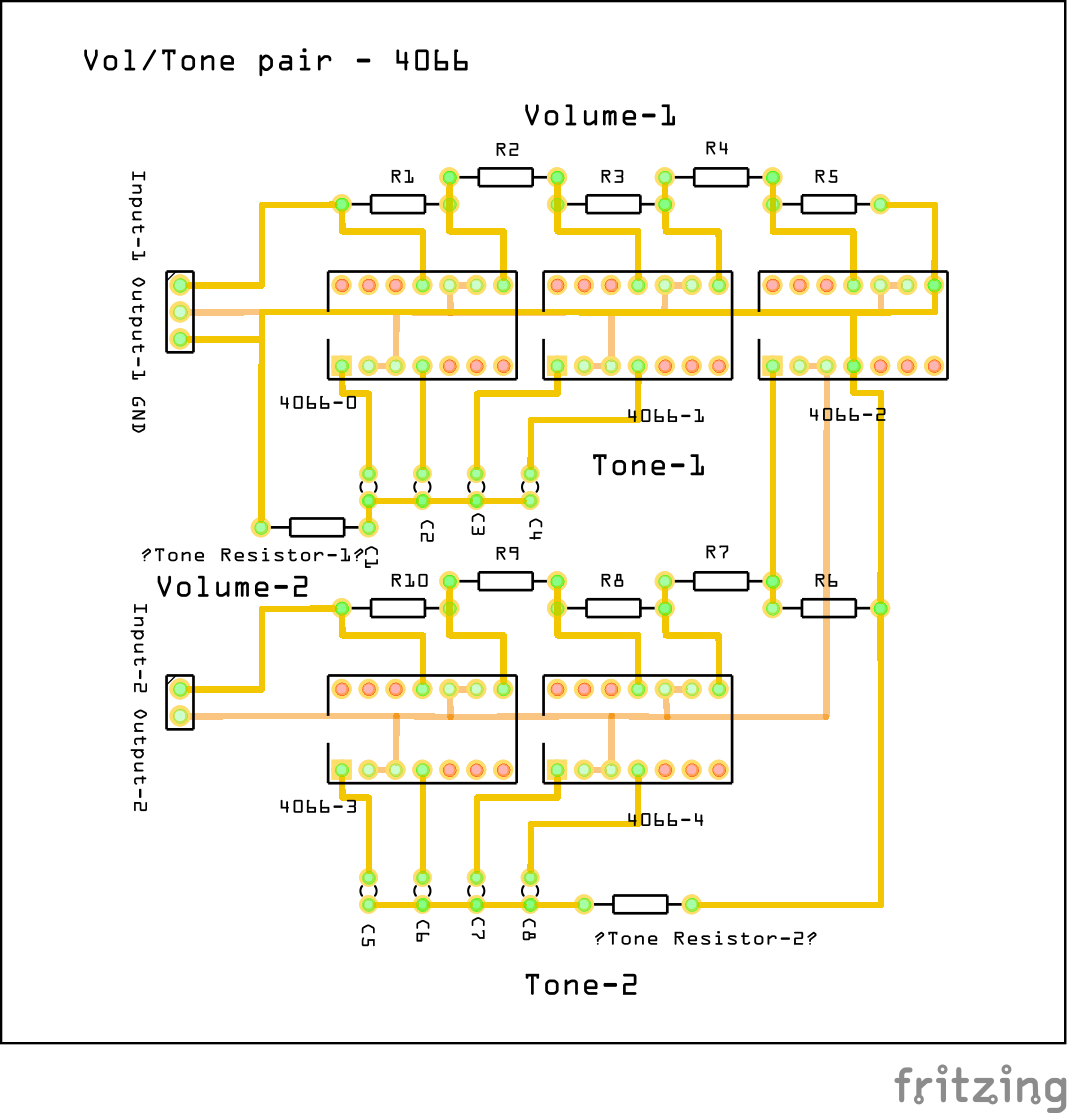 Vol/Tone pair - 4066
Volume-1
R1
R2
R3
R4
R5
Input-1 Output-1 GND
4066-0
4066-1
4066-2
Tone-1
C1
C2
C3
C4
?Tone Resistor-1?
Volume-2
R10
R9
R8
R7
R6
Input-2 Output-2
4066-3
4066-4
C5
C6
C7
C8
?Tone Resistor-2?
Tone-2
fritzing